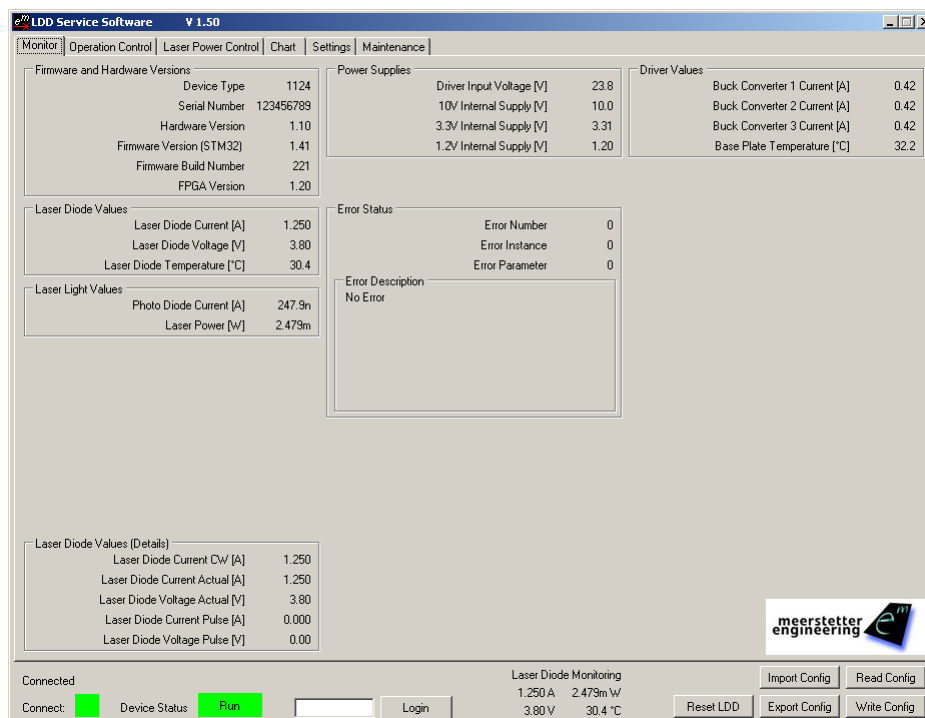 LDD Service Software V 1.50
Monitor Operation Control Laser Power Control Chart Settings Maintenance
Firmware and Hardware Versions
Device Type 1124
Serial Number 123456789
Hardware Version 1.10
Firmware Version (STM32) 1.41
Firmware Build Number 221
FPGA Version 1.20
Power Supplies
Driver Input Voltage [V] 23.8
10V Internal Supply [V] 10.0
3.3V Internal Supply [V] 3.31
1.2V Internal Supply [V] 1.20
Driver Values
Buck Converter 1 Current [A] 0.42
Buck Converter 2 Current [A] 0.42
Buck Converter 3 Current [A] 0.42
Base Plate Temperature [°C] 32.2
Laser Diode Values
Laser Diode Current [A] 1.250
Laser Diode Voltage [V] 3.80
Laser Diode Temperature [°C] 30.4
Laser Light Values
Photo Diode Current [A] 247.9n
Laser Power [W] 2.479m
Error Status
Error Number 0
Error Instance 0
Error Parameter 0
Error Description
No Error
Laser Diode Values (Details)
Laser Diode Current CW [A] 1.250
Laser Diode Current Actual [A] 1.250
Laser Diode Voltage Actual [V] 3.80
Laser Diode Current Pulse [A] 0.000
Laser Diode Voltage Pulse [V] 0.00
meerstetter
engineering
em
Connected
Connect: Device Status Run Login
Laser Diode Monitoring
1.250 A 2.479m W
3.80 V 30.4 °C
Import Config Read Config
Reset LDD Export Config Write Config